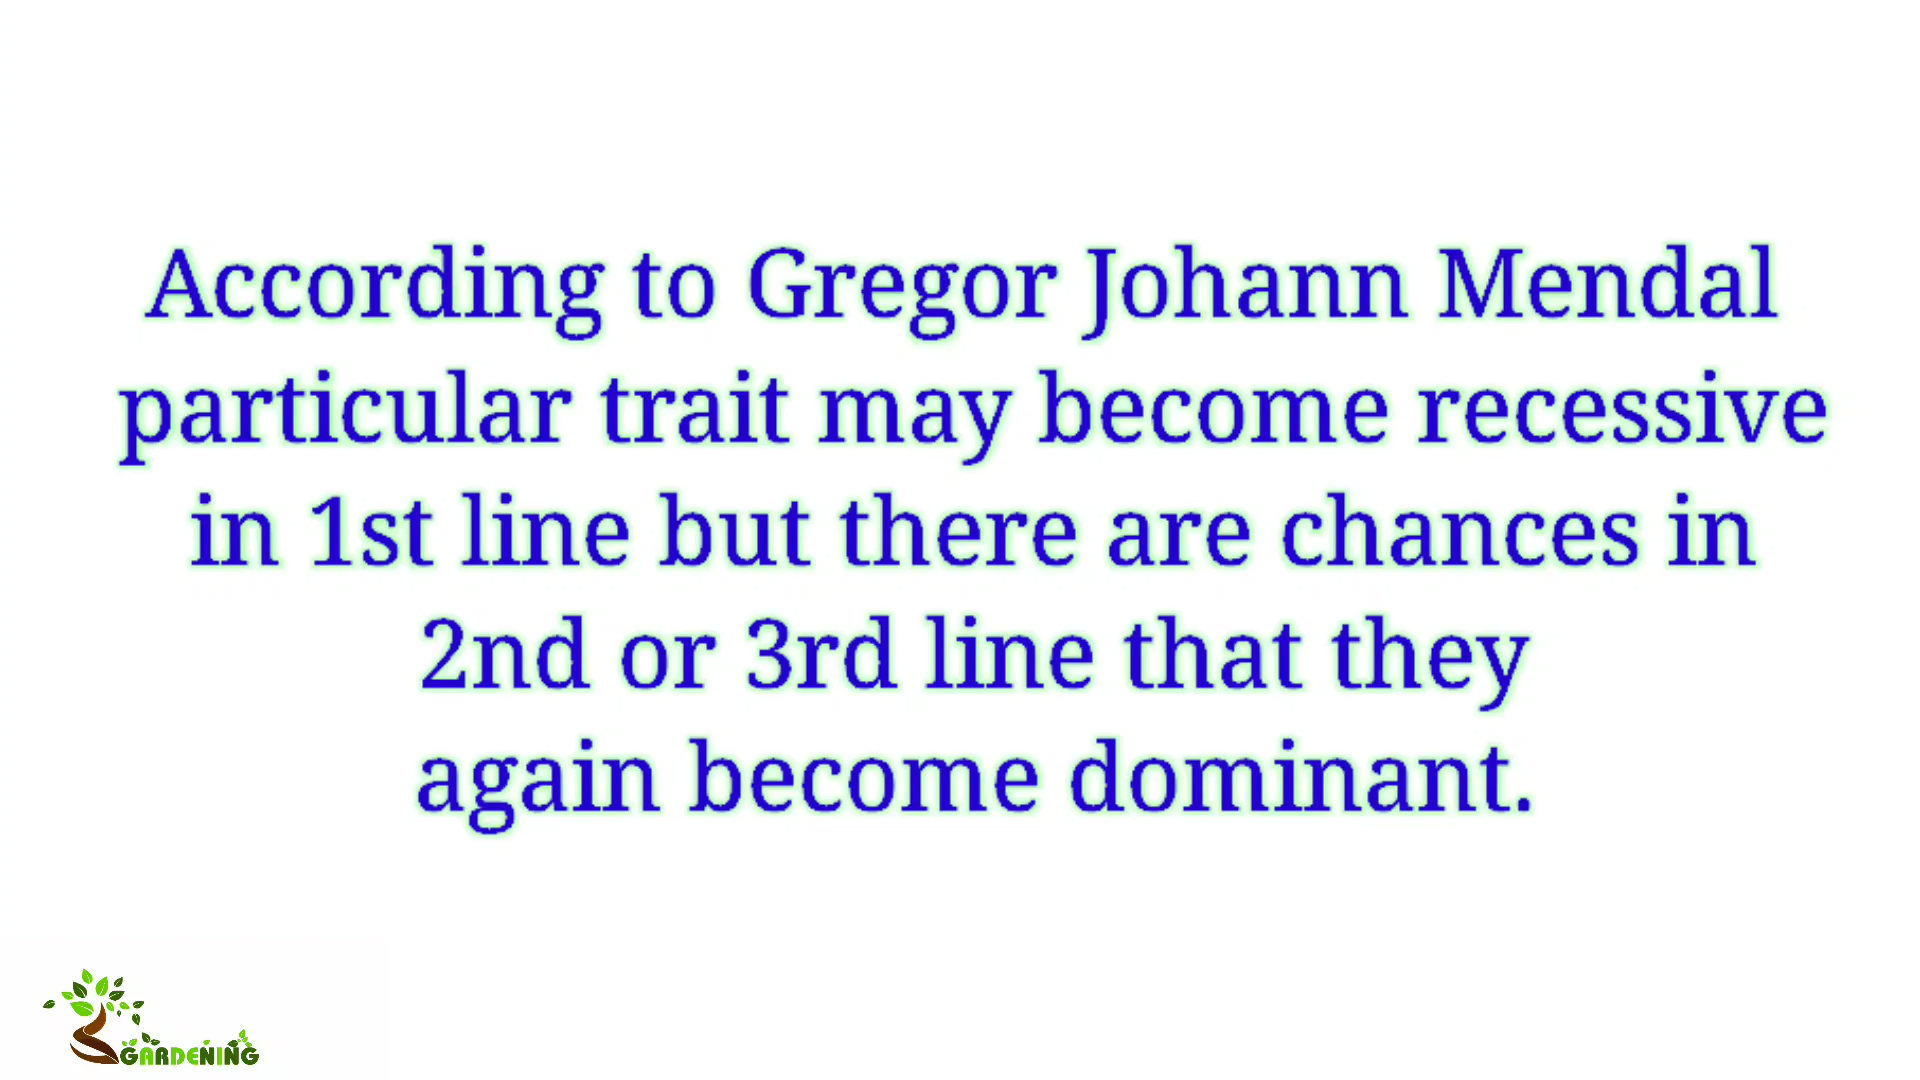 According to Gregor Johann Mendal
particular trait may become recessive
in 1st line but there are chances in
2nd or 3rd line that they
again become dominant.
GARDENING